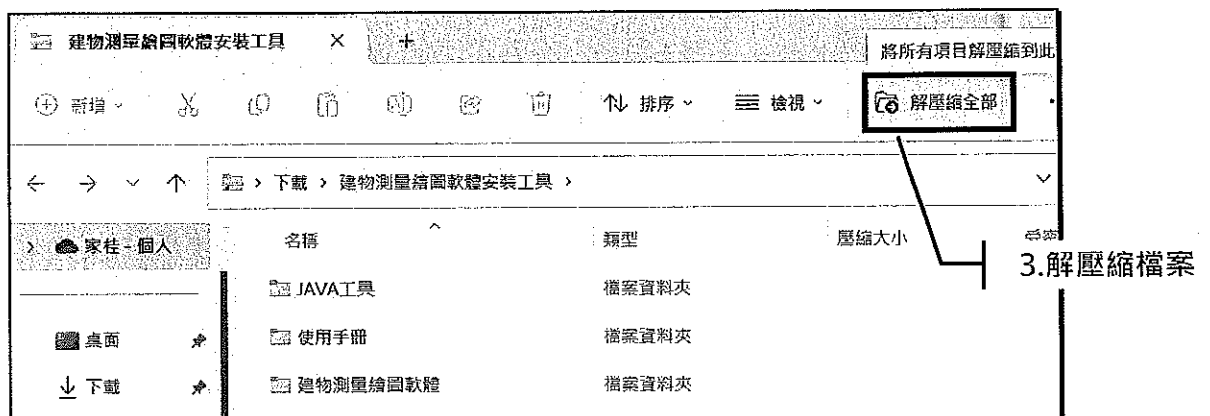 建物測量繪圖軟體安裝工具
將所有項目解壓縮到此
新增
排序
檢視
解壓縮全部
下載 > 建物測量繪圖軟體安裝工具 >
家桂 - 個人
名稱
類型
壓縮大小
3.解壓縮檔案
JAVA工具
檔案資料夾
桌面
使用手冊
檔案資料夾
下載
建物測量繪圖軟體
檔案資料夾